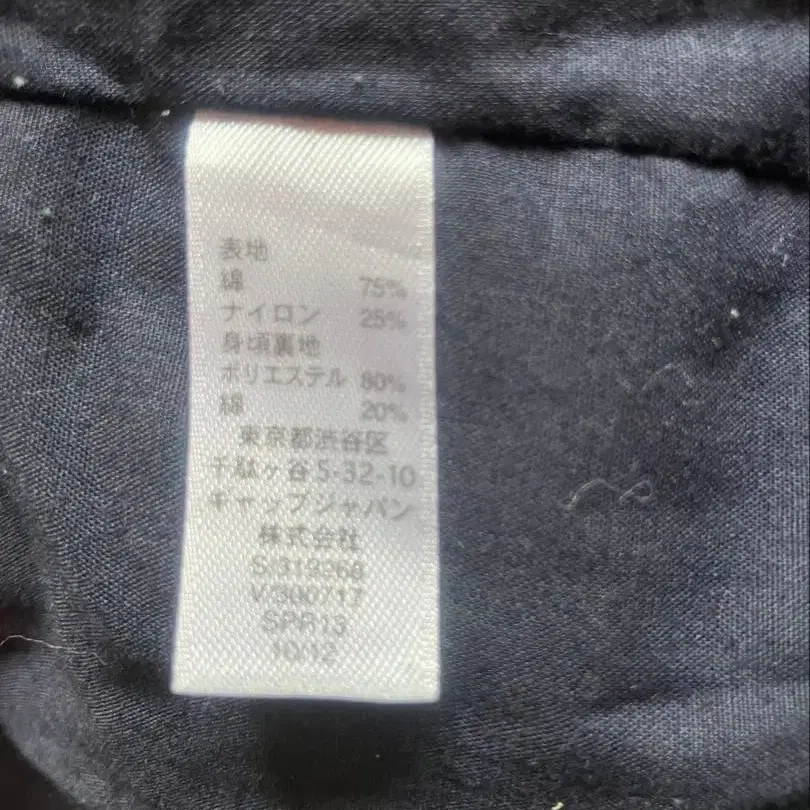 表地
綿 75%
ナイロン 25%
身頃裏地
ポリエステル 80%
綿 20%
東京都渋谷区
千駄ヶ谷5-32-10
ギャップジャパン
株式会社
S/319968
V/300717
SPR13
10/12